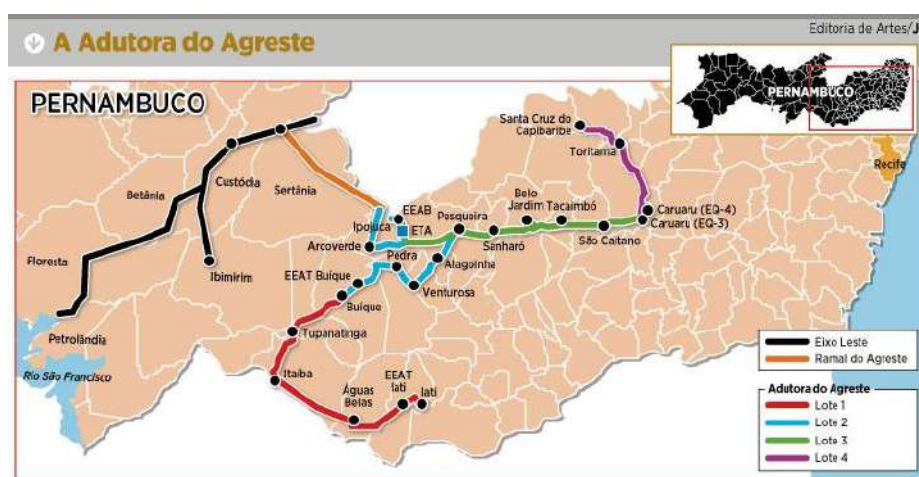 Editoria de Artes/J
A Adutora do Agreste
PERNAMBUCO
PERNAMBUCO
Recife
Santa Cruz do
Capibaribe
Toritama
Custódia
Betânia
Sertânia
EEAB
Ipojuca
ETA
Pesqueira
Belo
Jardim
Tacaimbó
Caruaru (EQ-4)
Caruaru (EQ-3)
Arcoverde
Sanharó
São Caitano
Pedra
Alagoinha
Floresta
Ibimirim
EEAT Buíque
Venturosa
Buíque
Petrolândia
Tupanatinga
Rio São Francisco
Itaíba
Águas
Belas
EEAT
Iati
Iati
Eixo Leste
Ramal do Agreste
Adutora do Agreste
Lote 1
Lote 2
Lote 3
Lote 4